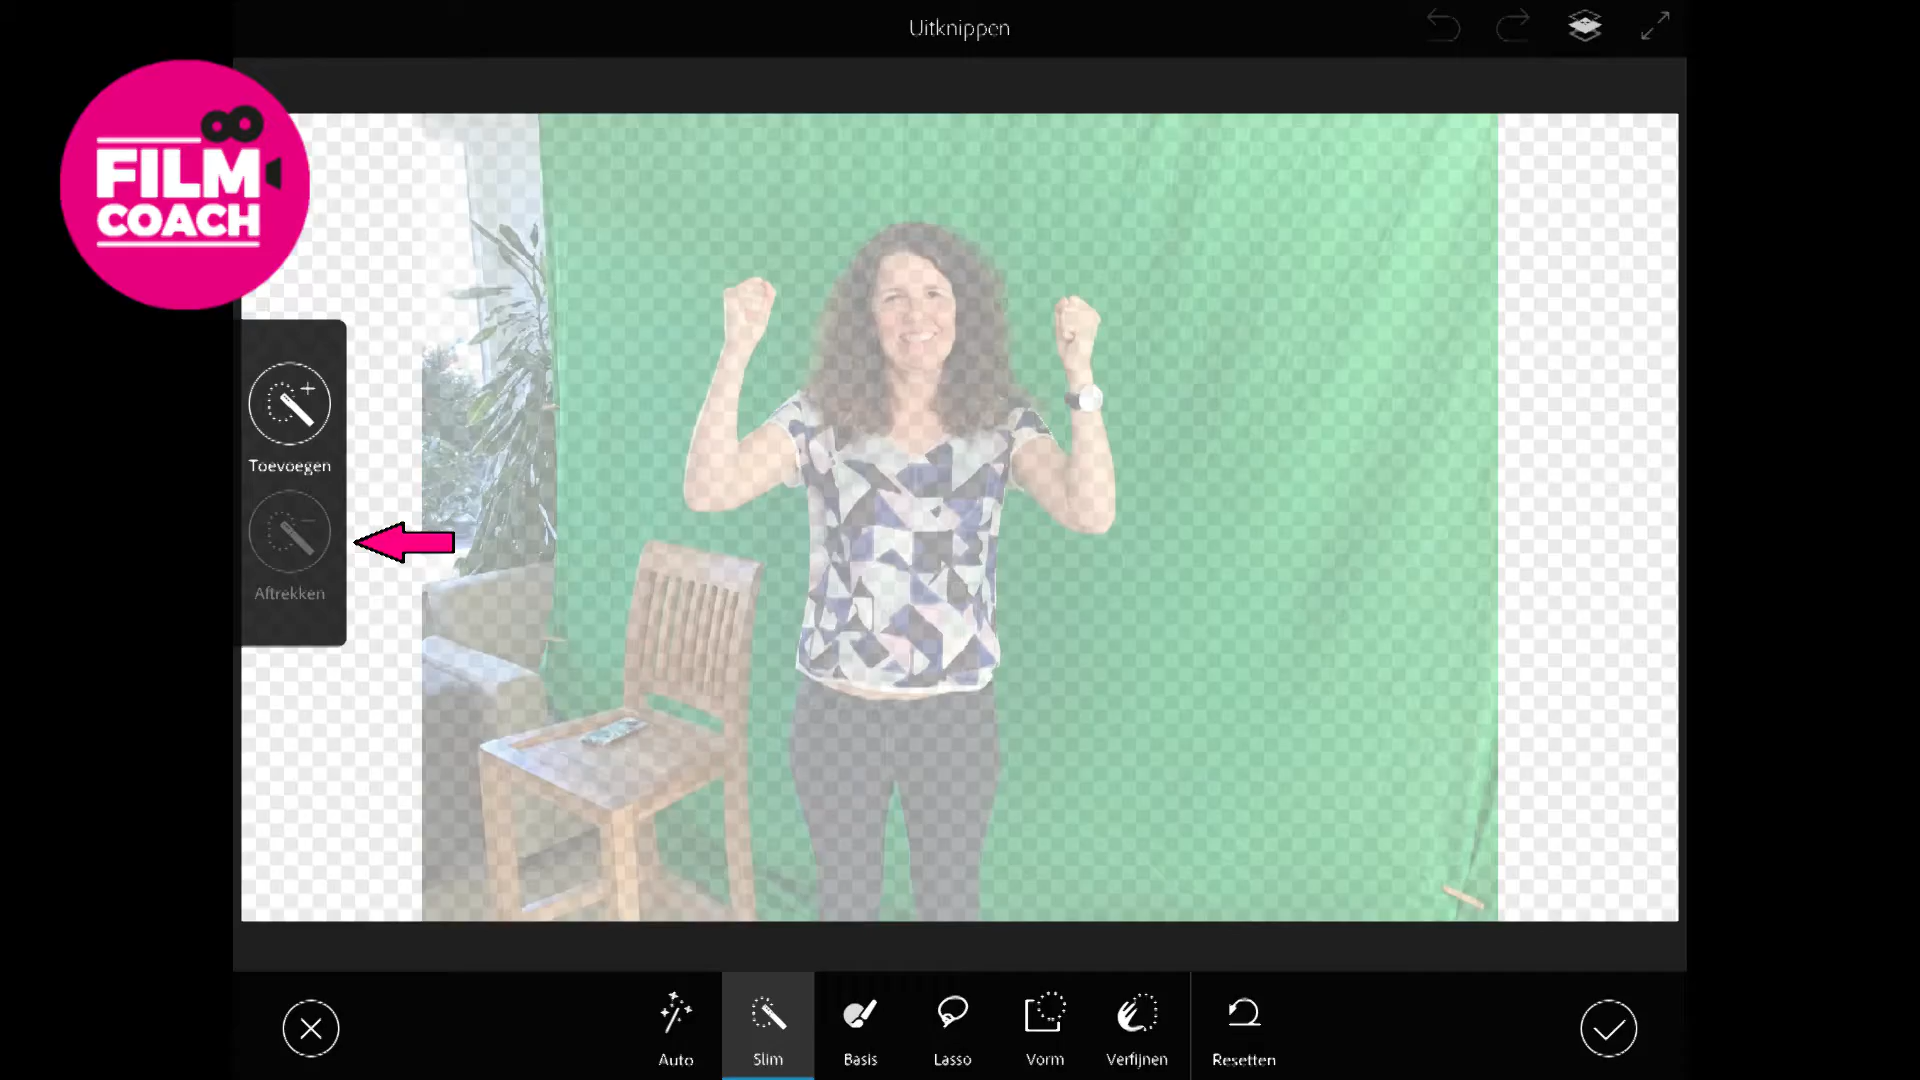 Uitknippen
FILM
COACH
Toevoegen
Aftrekken
Auto
Slim
Basis
Lasso
Vorm
Verfijnen
Resetten